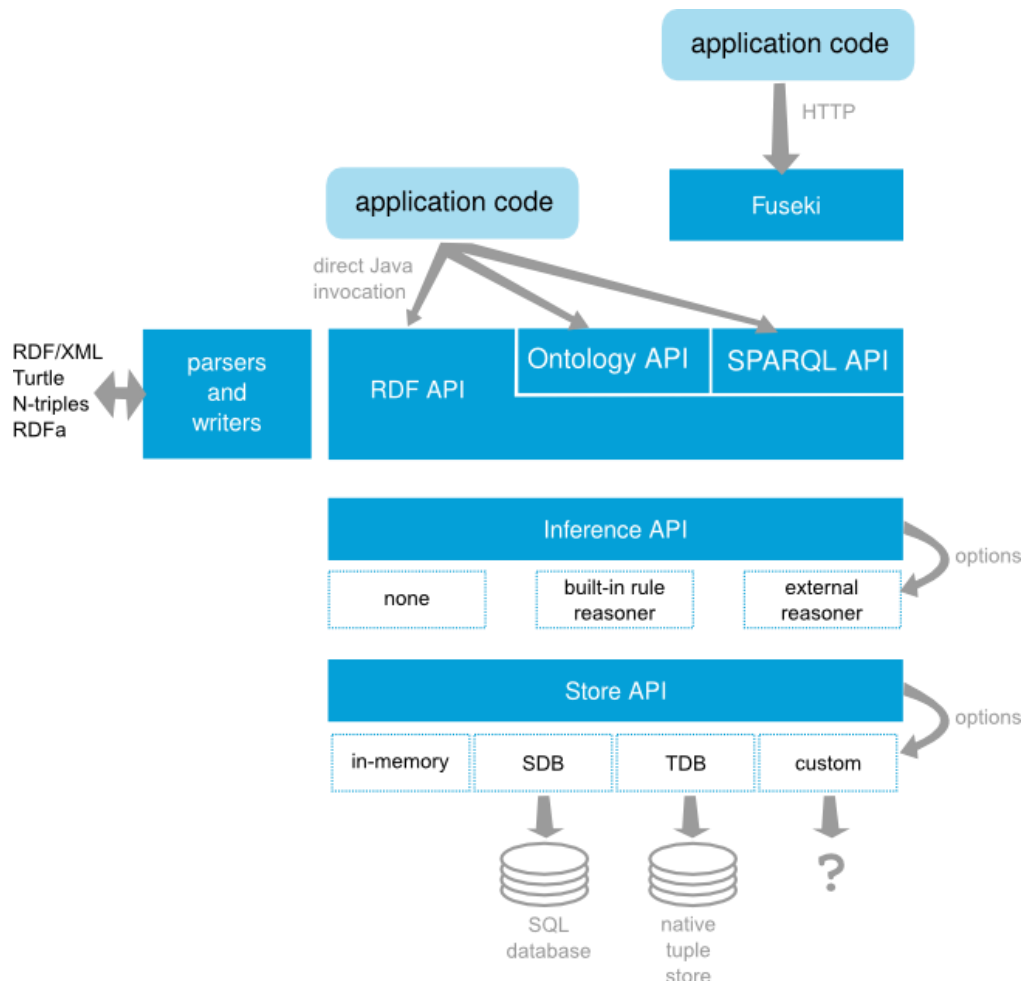 application code
HTTP
Fuseki
application code
direct Java
invocation
RDF/XML
Turtle
N-triples
RDFa
parsers
and
writers
RDF API
Ontology API
SPARQL API
Inference API
options
none
built-in rule
reasoner
external
reasoner
Store API
options
in-memory
SDB
TDB
custom
?
SQL
database
native
tuple
store